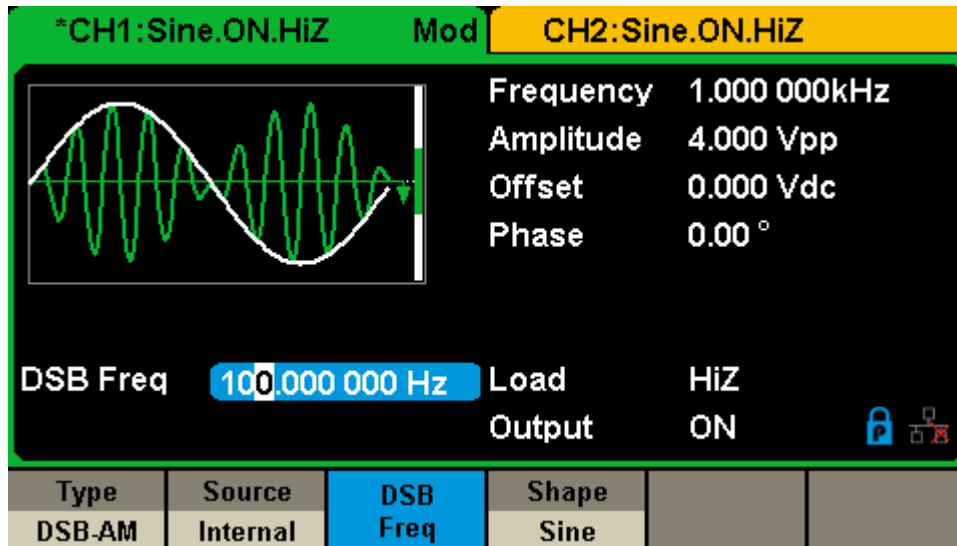 *CH1:Sine.ON.HiZ Mod CH2:Sine.ON.HiZ
Frequency 1.000 000kHz
Amplitude 4.000 Vpp
Offset 0.000 Vdc
Phase 0.00 °
DSB Freq 100.000 000 Hz Load HiZ
Output ON P
Type Source DSB Freq Shape
DSB-AM Internal Sine